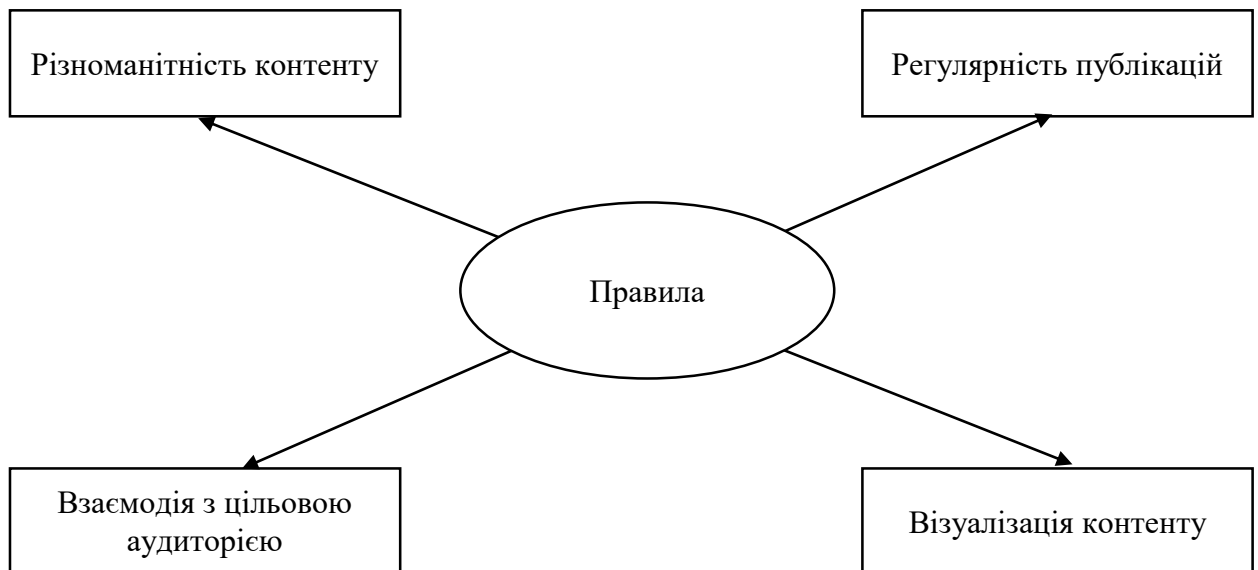 Різноманітність контенту
Регулярність публікацій
Правила
Взаємодія з цільовою
аудиторією
Візуалізація контенту